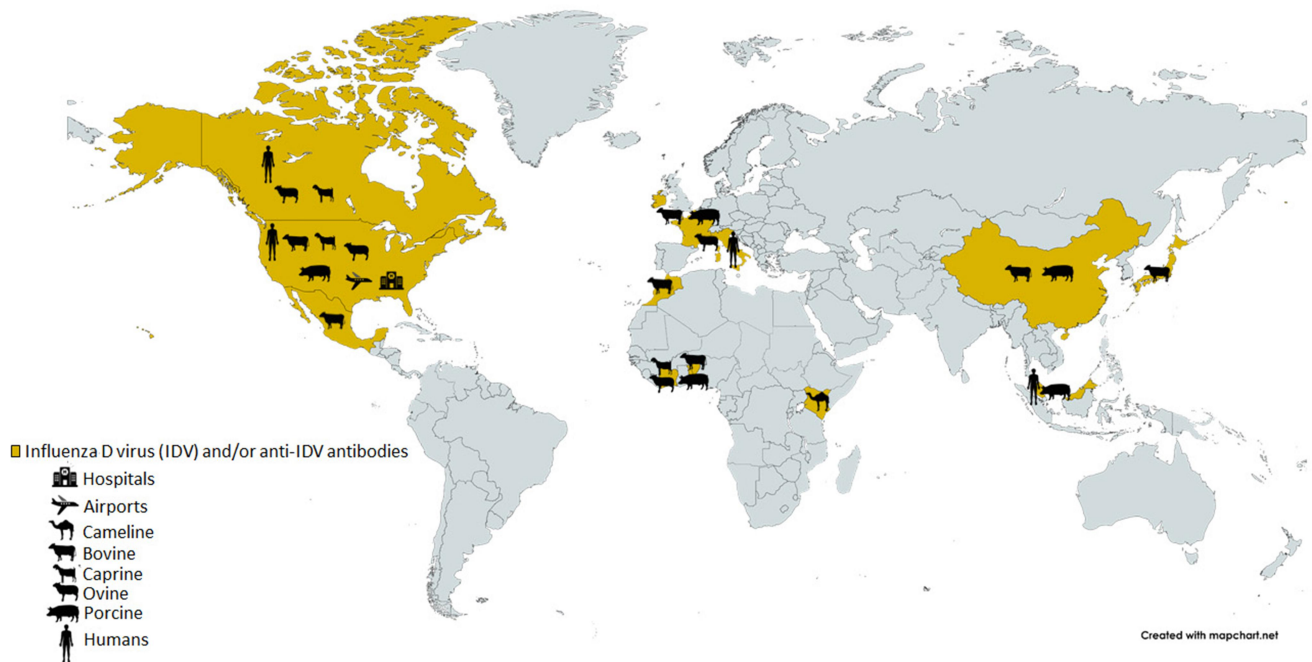 Influenza D virus (IDV) and/or anti-IDV antibodies
Hospitals
Airports
Cameline
Bovine
Caprine
Ovine
Porcine
Humans
Created with mapchart.net